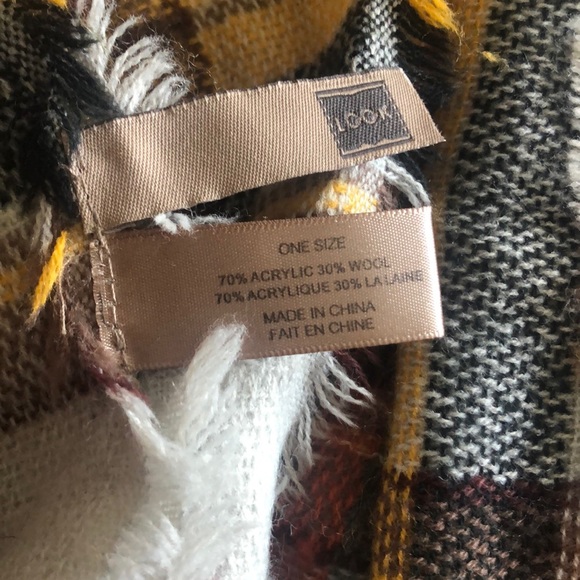 LOOK
ONE SIZE
70% ACRYLIC 30% WOOL
70% ACRYLIQUE 30% LA LAINE
MADE IN CHINA
FAIT EN CHINE